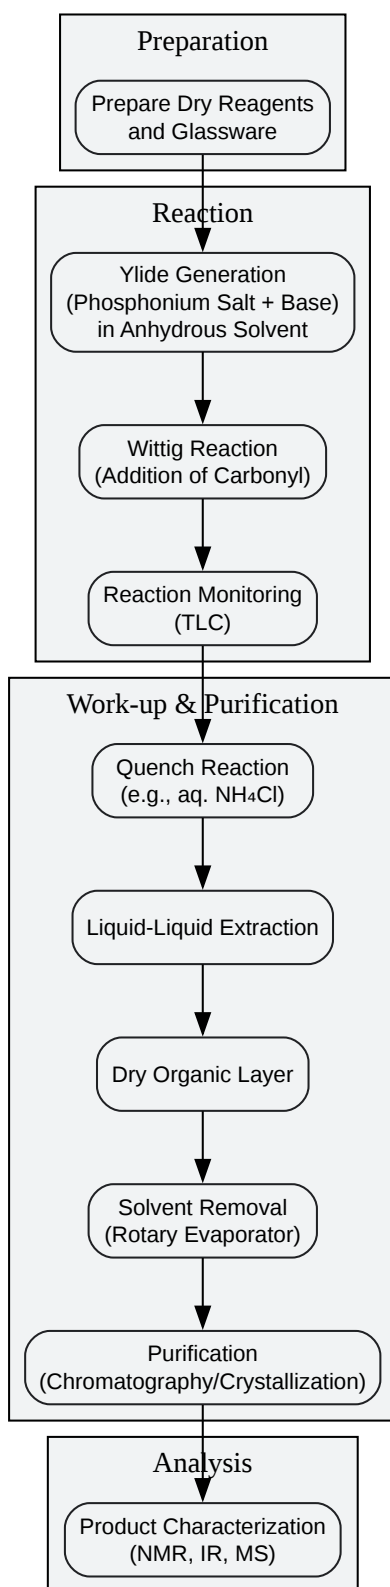 Preparation
Prepare Dry Reagents
and Glassware
Reaction
Ylide Generation
(Phosphonium Salt + Base)
in Anhydrous Solvent
Wittig Reaction
(Addition of Carbonyl)
Reaction Monitoring
(TLC)
Work-up & Purification
Quench Reaction
(e.g., aq. NH₄Cl)
Liquid-Liquid Extraction
Dry Organic Layer
Solvent Removal
(Rotary Evaporator)
Purification
(Chromatography/Crystallization)
Analysis
Product Characterization
(NMR, IR, MS)